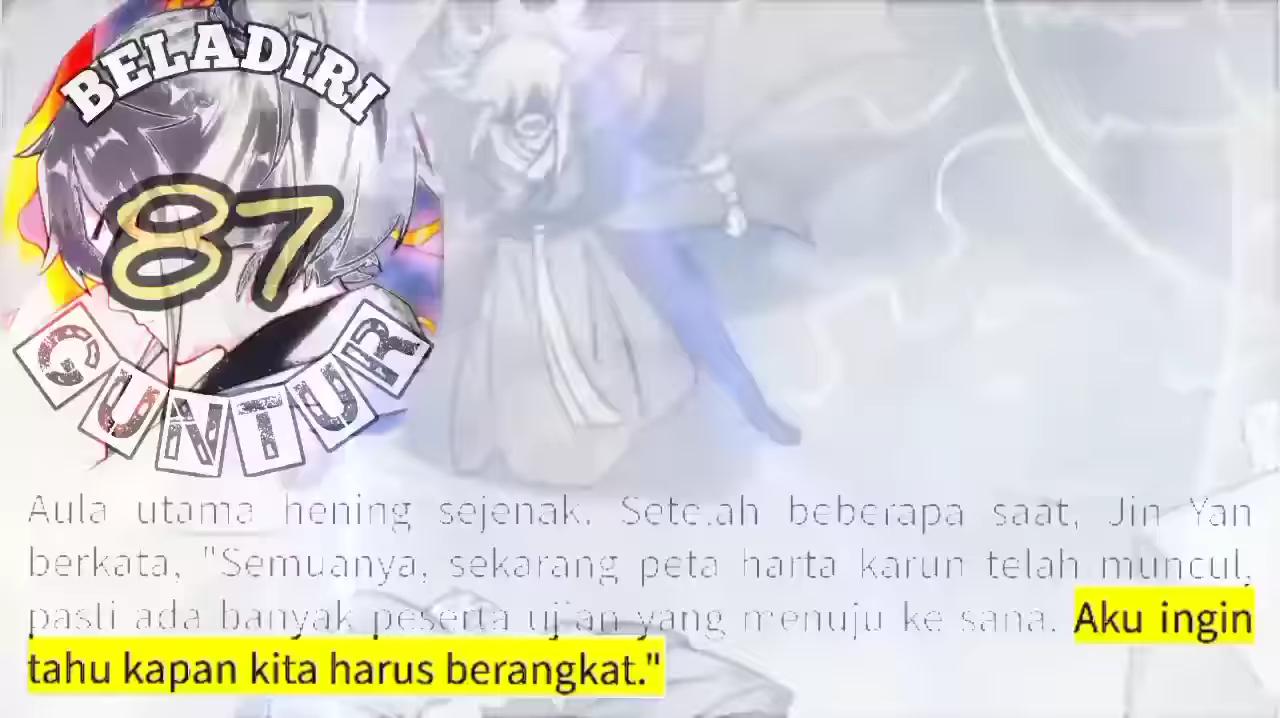 BELADIRI
87
GUNTUR
Aula utama hening sejenak. Setelah beberapa saat, Jin Yan
berkata, "Semuanya, sekarang peta harta karun telah muncul,
pasti ada banyak peserta ujian yang menuju ke sana. Aku ingin
tahu kapan kita harus berangkat."